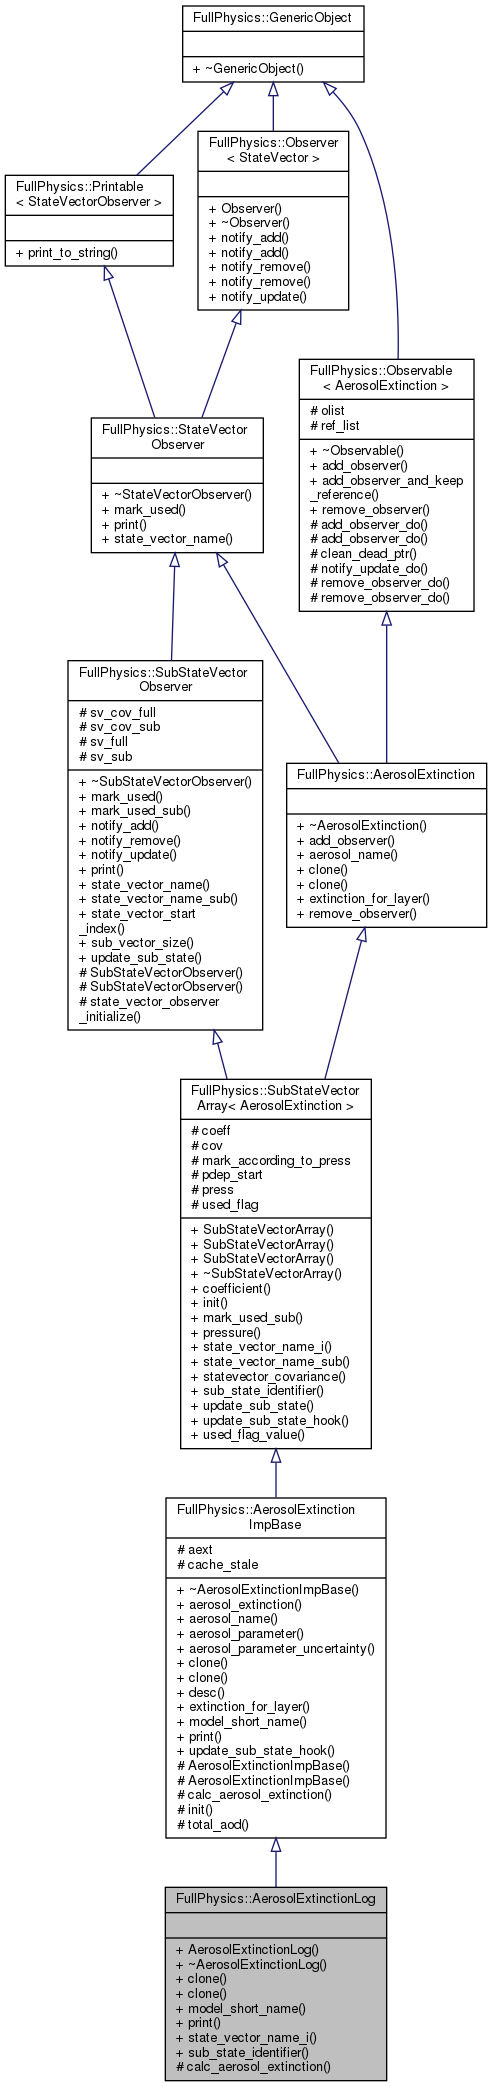 FullPhysics::GenericObject
+ ~GenericObject()
FullPhysics::Observer
< StateVector >
+ Observer()
+ ~Observer()
+ notify_add()
+ notify_add()
+ notify_remove()
+ notify_remove()
+ notify_update()
FullPhysics::Printable
< StateVectorObserver >
+ print_to_string()
FullPhysics::Observable
< AerosolExtinction >
# olist
# ref_list
+ ~Observable()
+ add_observer()
+ add_observer_and_keep
_reference()
+ remove_observer()
# add_observer_do()
# add_observer_do()
# clean_dead_ptr()
# notify_update_do()
# remove_observer_do()
# remove_observer_do()
FullPhysics::StateVector
Observer
+ ~StateVectorObserver()
+ mark_used()
+ print()
+ state_vector_name()
FullPhysics::SubStateVector
Observer
# sv_cov_full
# sv_cov_sub
# sv_full
# sv_sub
+ ~SubStateVectorObserver()
+ mark_used()
+ mark_used_sub()
+ notify_add()
+ notify_remove()
+ notify_update()
+ print()
+ state_vector_name()
+ state_vector_name_sub()
+ state_vector_start
_index()
+ sub_vector_size()
+ update_sub_state()
# SubStateVectorObserver()
# SubStateVectorObserver()
# state_vector_observer
_initialize()
FullPhysics::AerosolExtinction
+ ~AerosolExtinction()
+ add_observer()
+ aerosol_name()
+ clone()
+ clone()
+ extinction_for_layer()
+ remove_observer()
FullPhysics::SubStateVector
Array< AerosolExtinction >
# coeff
# cov
# mark_according_to_press
# pdep_start
# press
# used_flag
+ SubStateVectorArray()
+ SubStateVectorArray()
+ SubStateVectorArray()
+ ~SubStateVectorArray()
+ coefficient()
+ init()
+ mark_used_sub()
+ pressure()
+ state_vector_name_i()
+ state_vector_name_sub()
+ statevector_covariance()
+ sub_state_identifier()
+ update_sub_state()
+ update_sub_state_hook()
+ used_flag_value()
FullPhysics::AerosolExtinction
ImpBase
# aext
# cache_stale
+ ~AerosolExtinctionImpBase()
+ aerosol_extinction()
+ aerosol_name()
+ aerosol_parameter()
+ aerosol_parameter_uncertainty()
+ clone()
+ clone()
+ desc()
+ extinction_for_layer()
+ model_short_name()
+ print()
+ update_sub_state_hook()
# AerosolExtinctionImpBase()
# AerosolExtinctionImpBase()
# calc_aerosol_extinction()
# init()
# total_aod()
FullPhysics::AerosolExtinctionLog
+ AerosolExtinctionLog()
+ ~AerosolExtinctionLog()
+ clone()
+ clone()
+ model_short_name()
+ print()
+ state_vector_name_i()
+ sub_state_identifier()
# calc_aerosol_extinction()